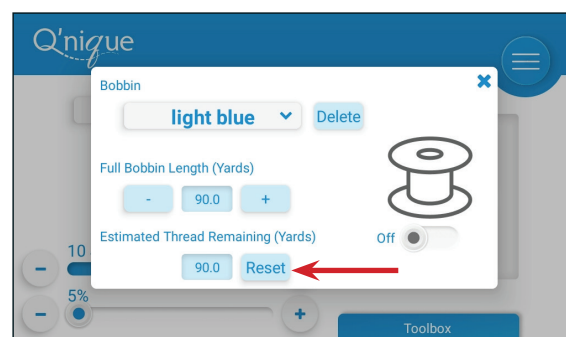 Q'nique
Bobbin
light blue Delete
Full Bobbin Length (Yards)
- 90.0 +
Estimated Thread Remaining (Yards) Off
90.0 Reset
10
- 
5%
- +
Toolbox